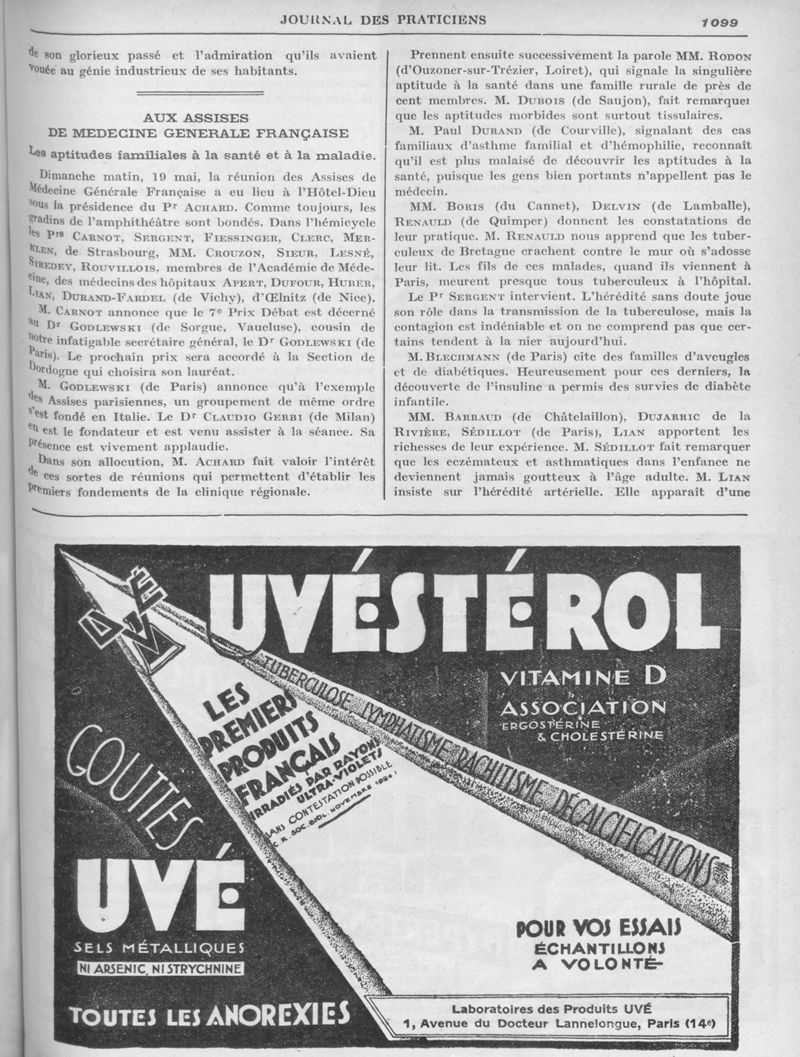 JOURNAL DES PRATICIENS
1099
de son glorieux passé et l'admiration qu'ils avaient
vouée au génie industrieux de ses habitants.
AUX ASSISES
DE MEDECINE GENERALE FRANÇAISE
Les aptitudes familiales à la santé et à la maladie.
Dimanche matin, 19 mai, la réunion des Assises de
Médecine Générale Française a eu lieu à l'Hôtel-Dieu
sous la présidence du Pr ACHARD. Comme toujours, les
gradins de l'amphithéâtre sont bondés. Dans l'hémicycle
les Prs CARNOT, SERGENT, FIESSINGER, CLERC, MER-
KLEN, de Strasbourg, MM. CROUZON, SIEUR, LESNÉ,
SIREDEY, ROUVILLOIS, membres de l'Académie de Méde-
cine, des médecins des hôpitaux APERT, DUFOUR, HUBER,
LIAN, DURAND-FARDEL (de Vichy), d'Œlnitz (de Nice).
M. CARNOT annonce que le 7e Prix Débat est décerné
au Dr GODLEWSKI (de Sorgue, Vaucluse), cousin de
notre infatigable secrétaire général, le Dr GODLEWSKI (de
Paris). Le prochain prix sera accordé à la Section de
Dordogne qui choisira son lauréat.
M. GODLEWSKI (de Paris) annonce qu'à l'exemple
des Assises parisiennes, un groupement de même ordre
s'est fondé en Italie. Le Dr CLAUDIO GERBI (de Milan)
en est le fondateur et est venu assister à la séance. Sa
présence est vivement applaudie.
Dans son allocution, M. ACHARD fait valoir l'intérêt
de ces sortes de réunions qui permettent d'établir les
premiers fondements de la clinique régionale.
Prennent ensuite successivement la parole MM. RODON
(d'Ouzoner-sur-Trézier, Loiret), qui signale la singulière
aptitude à la santé dans une famille rurale de près de
cent membres. M. DUBOIS (de Saujon), fait remarquer
que les aptitudes morbides sont surtout tissulaires.
M. Paul DURAND (de Courville), signalant des cas
familiaux d'asthme familial et d'hémophilie, reconnaît
qu'il est plus malaisé de découvrir les aptitudes à la
santé, puisque les gens bien portants n'appellent pas le
médecin.
MM. BORIS (du Cannet), DELVIN (de Lamballe),
RENAULD (de Quimper) donnent les constatations de
leur pratique. M. RENAULD nous apprend que les tuber-
culeux de Bretagne crachent contre le mur où s'adosse
leur lit. Les fils de ces malades, quand ils viennent à
Paris, meurent presque tous tuberculeux à l'hôpital.
Le Pr SERGENT intervient. L'hérédité sans doute joue
son rôle dans la transmission de la tuberculose, mais la
contagion est indéniable et on ne comprend pas que cer-
tains tendent à la nier aujourd'hui.
M. BLECHMANN (de Paris) cite des familles d'aveugles
et de diabétiques. Heureusement pour ces derniers, la
découverte de l'insuline a permis des survies de diabète
infantile.
MM. BARRAUD (de Châtelaillon), DUJARRIC de la
RIVIÈRE, SÉDILLOT (de Paris), LIAN apportent les
richesses de leur expérience. M. SÉDILLOT fait remarquer
que les eczémateux et asthmatiques dans l'enfance ne
deviennent jamais goutteux à l'âge adulte. M. LIAN
insiste sur l'hérédité artérielle. Elle apparaît d'une
UVÉSTÉROL
VITAMINE D
ASSOCIATION
ERGOSTÉRINE
& CHOLESTÉRINE
TUBERCULOSE, LYMPHATISME, RACHITISME, DÉCALCIFICATIONS
LES
PREMIERS
PRODUITS
FRANÇAIS
IRRADIÉS PAR RAYONS
ULTRA-VIOLETS
SANS CONTESTATION POSSIBLE
C. R. SOC. BIOL. NOVEMBRE 1924
GOUTTES
UVÉ
SELS MÉTALLIQUES
NI ARSENIC, NI STRYCHNINE
TOUTES LES ANOREXIES
POUR VOS ESSAIS
ÉCHANTILLONS
A VOLONTÉ
Laboratoires des Produits UVÉ
1, Avenue du Docteur Lannelongue, Paris (14e)